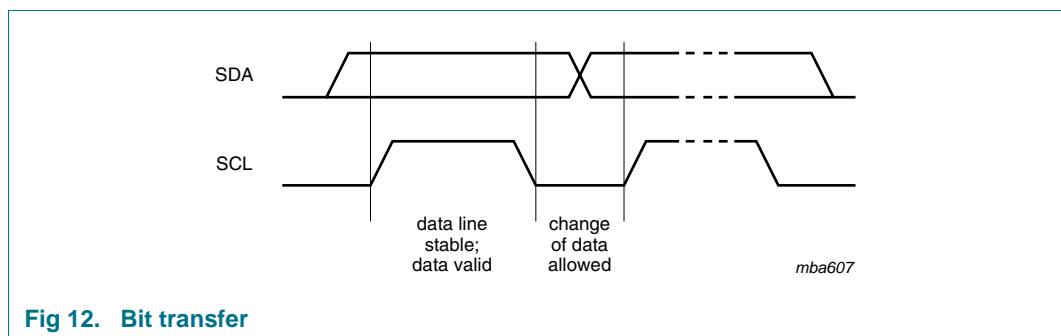 SDA
SCL
data line
stable;
data valid
change
of data
allowed
mba607
Fig 12. Bit transfer